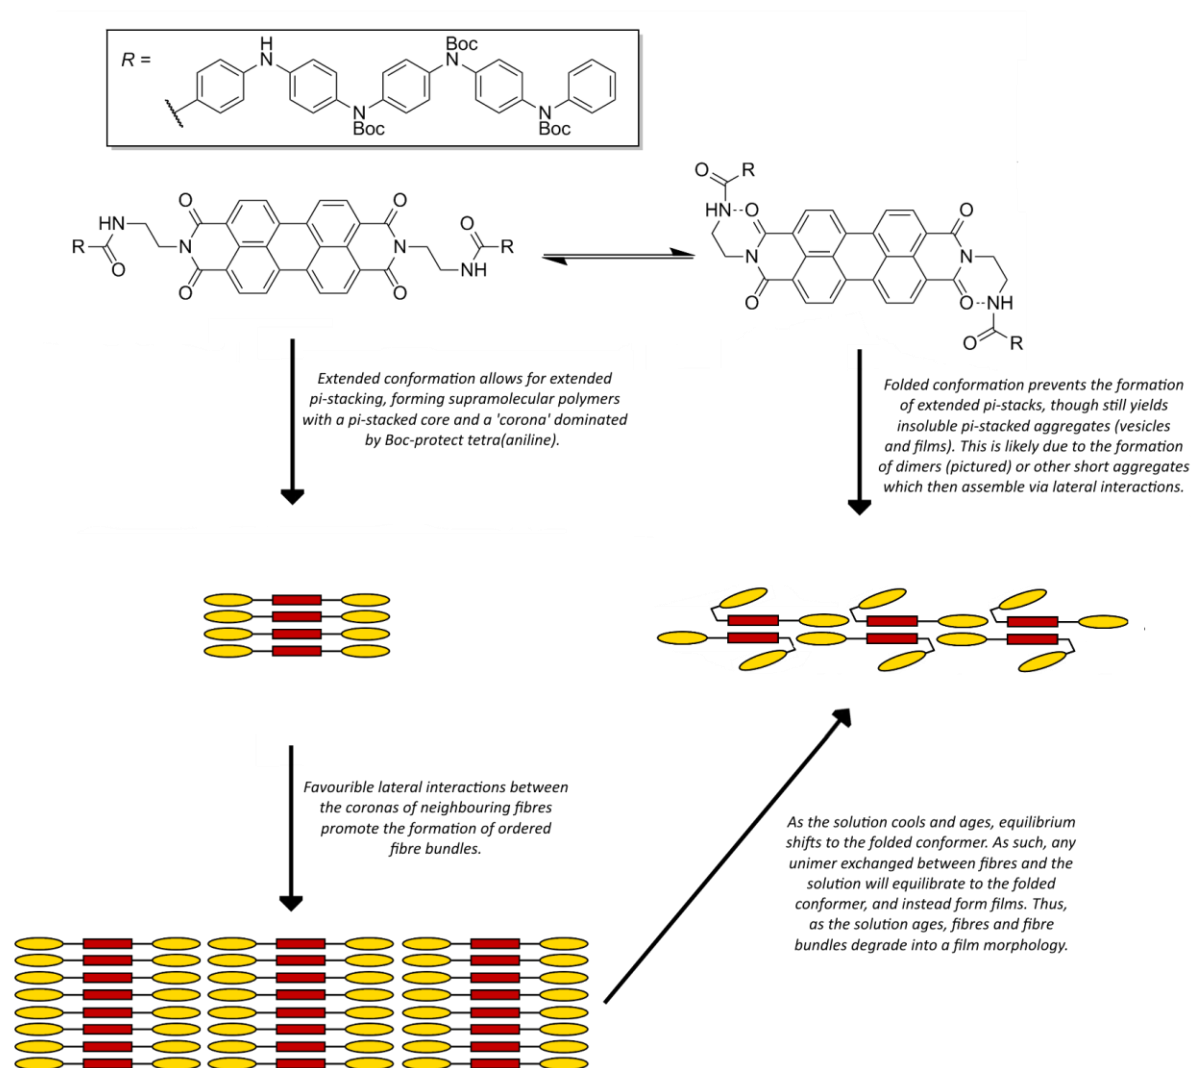 R =
H
N
N
Boc
Boc
N
N
Boc
O
O
HN
R
O
N
O
O
N
O
O
R
NH
O
R
HN
O
N
O
O
N
O
NH
O
R
Extended conformation allows for extended
pi-stacking, forming supramolecular polymers
with a pi-stacked core and a 'corona' dominated
by Boc-protect tetra(aniline).
Folded conformation prevents the formation
of extended pi-stacks, though still yields
insoluble pi-stacked aggregates (vesicles
and films). This is likely due to the formation
of dimers (pictured) or other short aggregates
which then assemble via lateral interactions.
Favourible lateral interactions between
the coronas of neighbouring fibres
promote the formation of ordered
fibre bundles.
As the solution cools and ages, equilibrium
shifts to the folded conformer. As such, any
unimer exchanged between fibres and the
solution will equilibrate to the folded
conformer, and instead form films. Thus,
as the solution ages, fibres and fibre
bundles degrade into a film morphology.